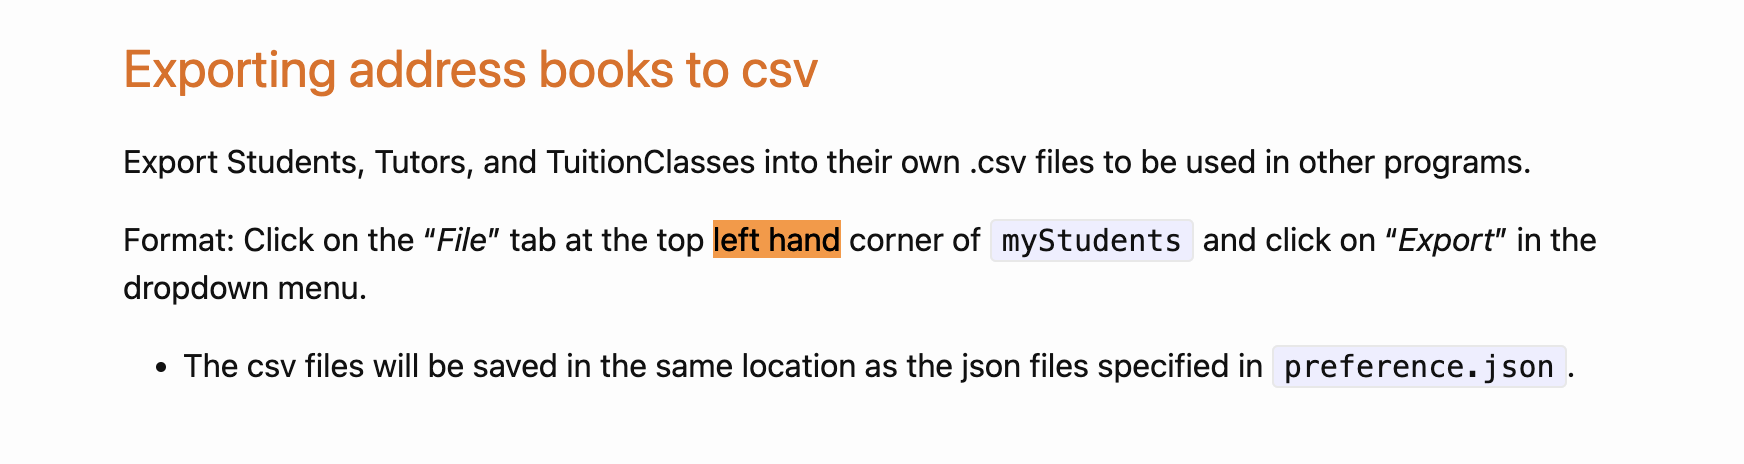 Exporting address books to csv
Export Students, Tutors, and TuitionClasses into their own .csv files to be used in other programs.
Format: Click on the “File” tab at the top left hand corner of myStudents and click on “Export” in the
dropdown menu.
• The csv files will be saved in the same location as the json files specified in preference.json.